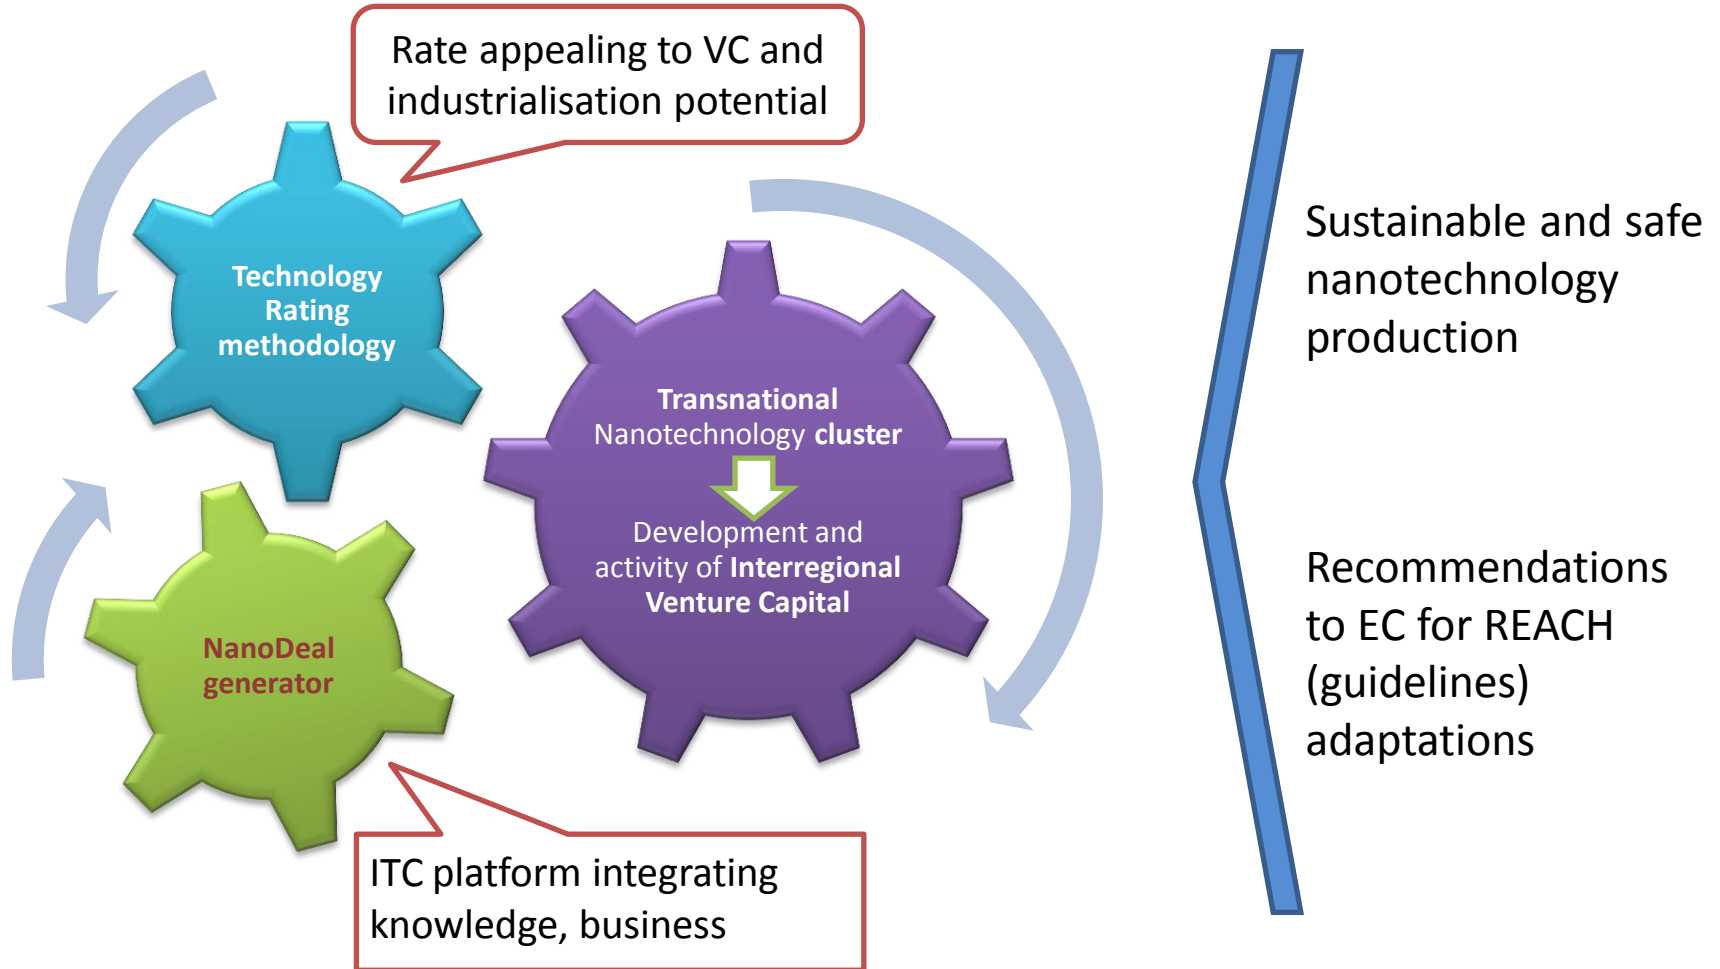 Rate appealing to VC and
industrialisation potential
Technology
Rating
methodology
Transnational
Nanotechnology cluster
Development and
activity of Interregional
Venture Capital
NanoDeal
generator
ITC platform integrating
knowledge, business
Sustainable and safe
nanotechnology
production
Recommendations
to EC for REACH
(guidelines)
adaptations